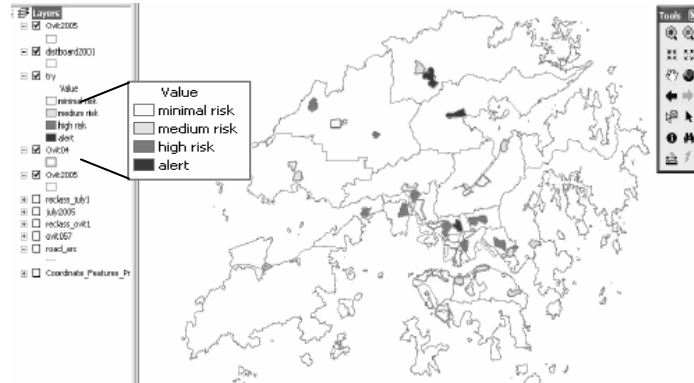 Layers
Ovit2005
distboard2001
try
Value
minimal risk
medium risk
high risk
alert
Ovit04
Ovit2005
reclass_july1
july2005
reclass_ovit1
ovit057
road_arc
Coordinate_Features_Pr
Value
minimal risk
medium risk
high risk
alert
Tools